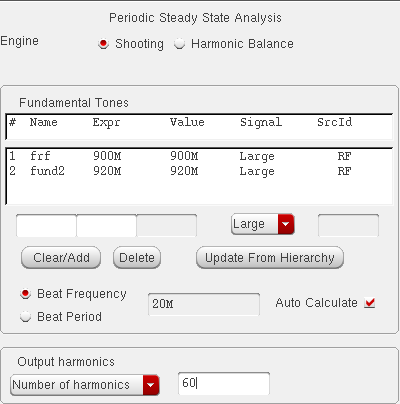 Periodic Steady State Analysis
Engine Shooting Harmonic Balance
Fundamental Tones
# Name Expr Value Signal SrcId
1 frf 900M 900M Large RF
2 fund2 920M 920M Large RF
Large
Clear/Add Delete Update From Hierarchy
Beat Frequency 20M Auto Calculate
Beat Period
Output harmonics
Number of harmonics 60